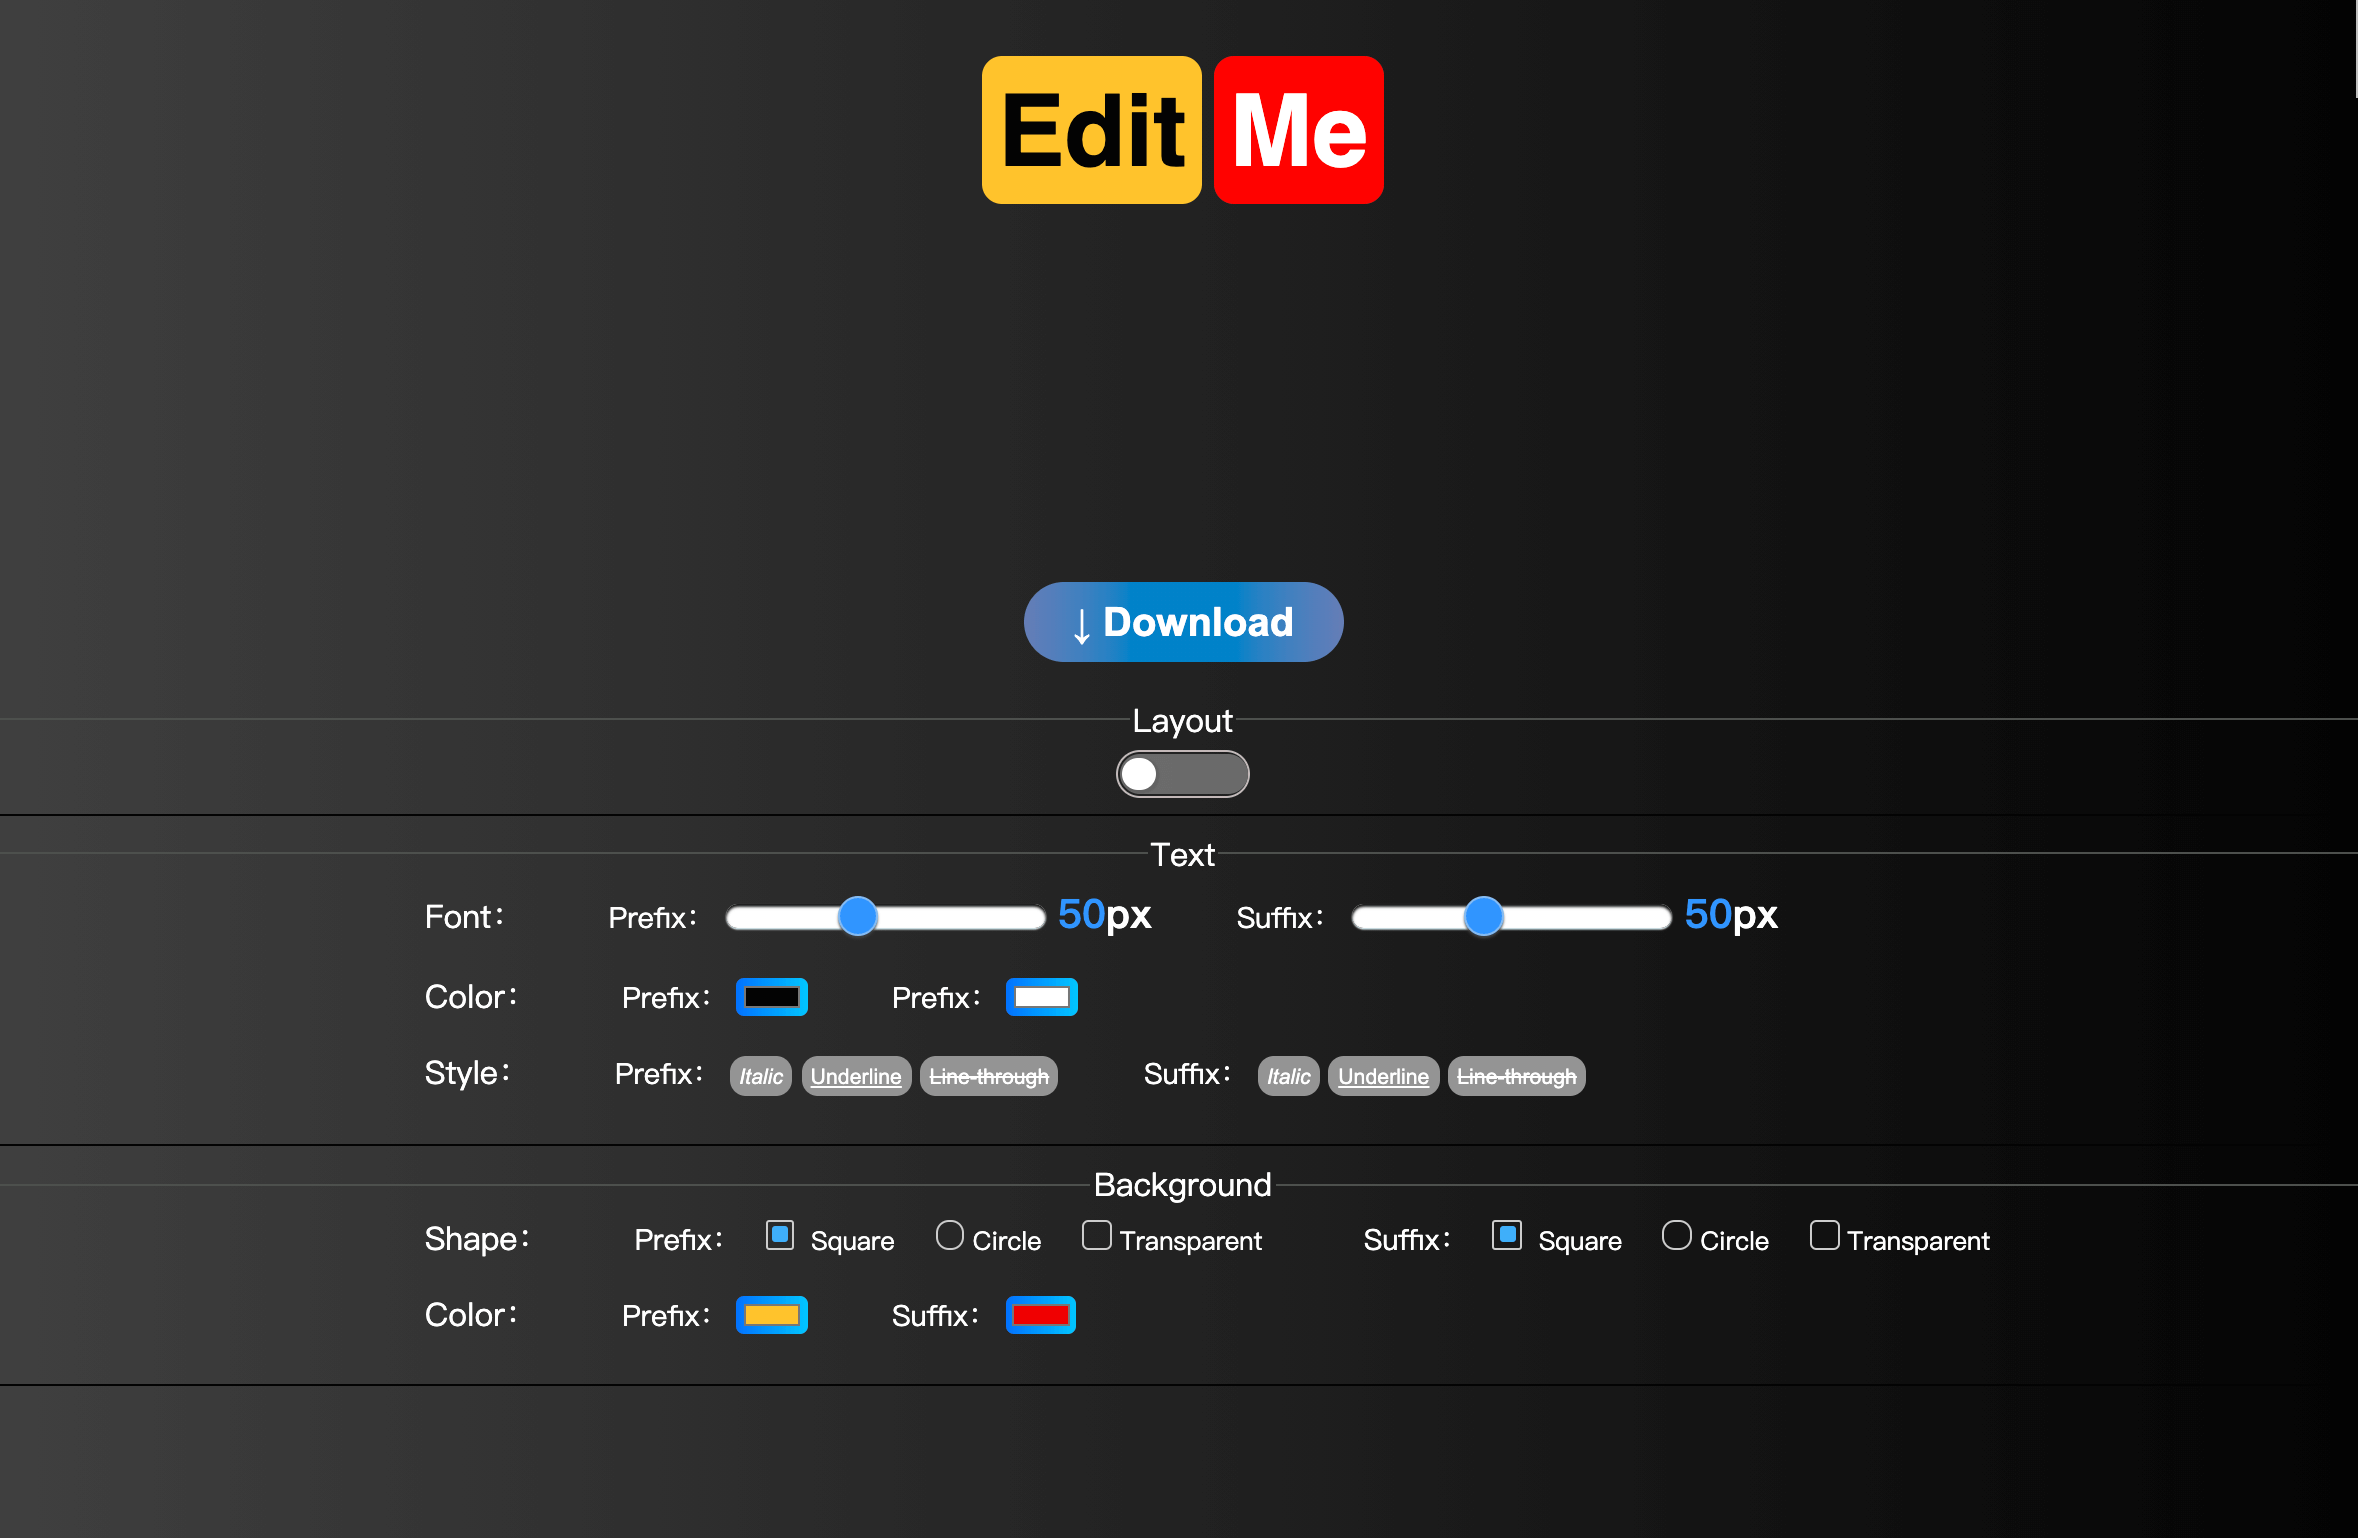 Edit Me
↓ Download
Layout
Text
Font： Prefix： 50px Suffix： 50px
Color： Prefix： Prefix：
Style： Prefix： Italic Underline Line-through Suffix： Italic Underline Line-through
Background
Shape： Prefix： Square Circle Transparent Suffix： Square Circle Transparent
Color： Prefix： Suffix：